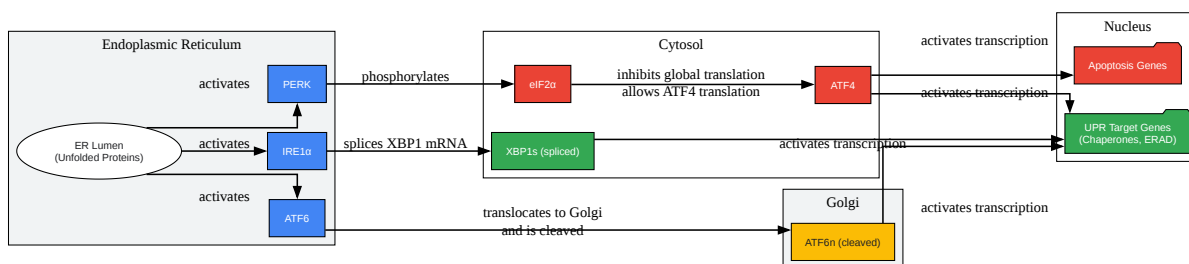 Endoplasmic Reticulum
Cytosol
Nucleus
activates transcription
Apoptosis Genes
activates
PERK
phosphorylates
eIF2α
inhibits global translation
allows ATF4 translation
ATF4
activates transcription
UPR Target Genes
(Chaperones, ERAD)
ER Lumen
(Unfolded Proteins)
activates
IRE1α
splices XBP1 mRNA
XBP1s (spliced)
activates transcription
activates
ATF6
translocates to Golgi
and is cleaved
Golgi
ATF6n (cleaved)
activates transcription